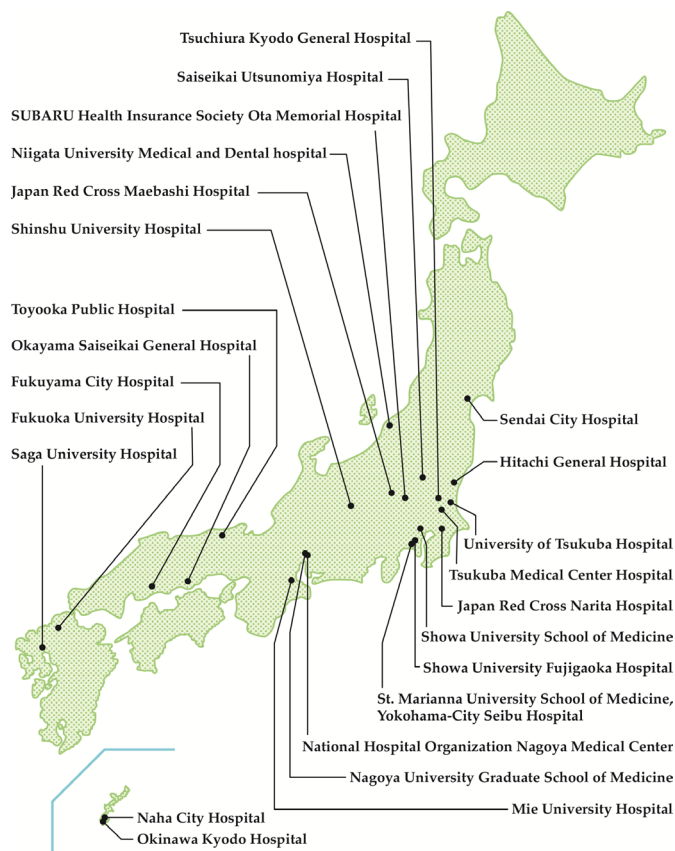 Tsuchiura Kyodo General Hospital
Saiseikai Utsunomiya Hospital
SUBARU Health Insurance Society Ota Memorial Hospital
Niigata University Medical and Dental hospital
Japan Red Cross Maebashi Hospital
Shinshu University Hospital
Toyooka Public Hospital
Okayama Saiseikai General Hospital
Fukuyama City Hospital
Fukuoka University Hospital
Saga University Hospital
Sendai City Hospital
Hitachi General Hospital
University of Tsukuba Hospital
Tsukuba Medical Center Hospital
Japan Red Cross Narita Hospital
Showa University School of Medicine
Showa University Fujigaoka Hospital
St. Marianna University School of Medicine,
Yokohama-City Seibu Hospital
National Hospital Organization Nagoya Medical Center
Nagoya University Graduate School of Medicine
Mie University Hospital
Naha City Hospital
Okinawa Kyodo Hospital